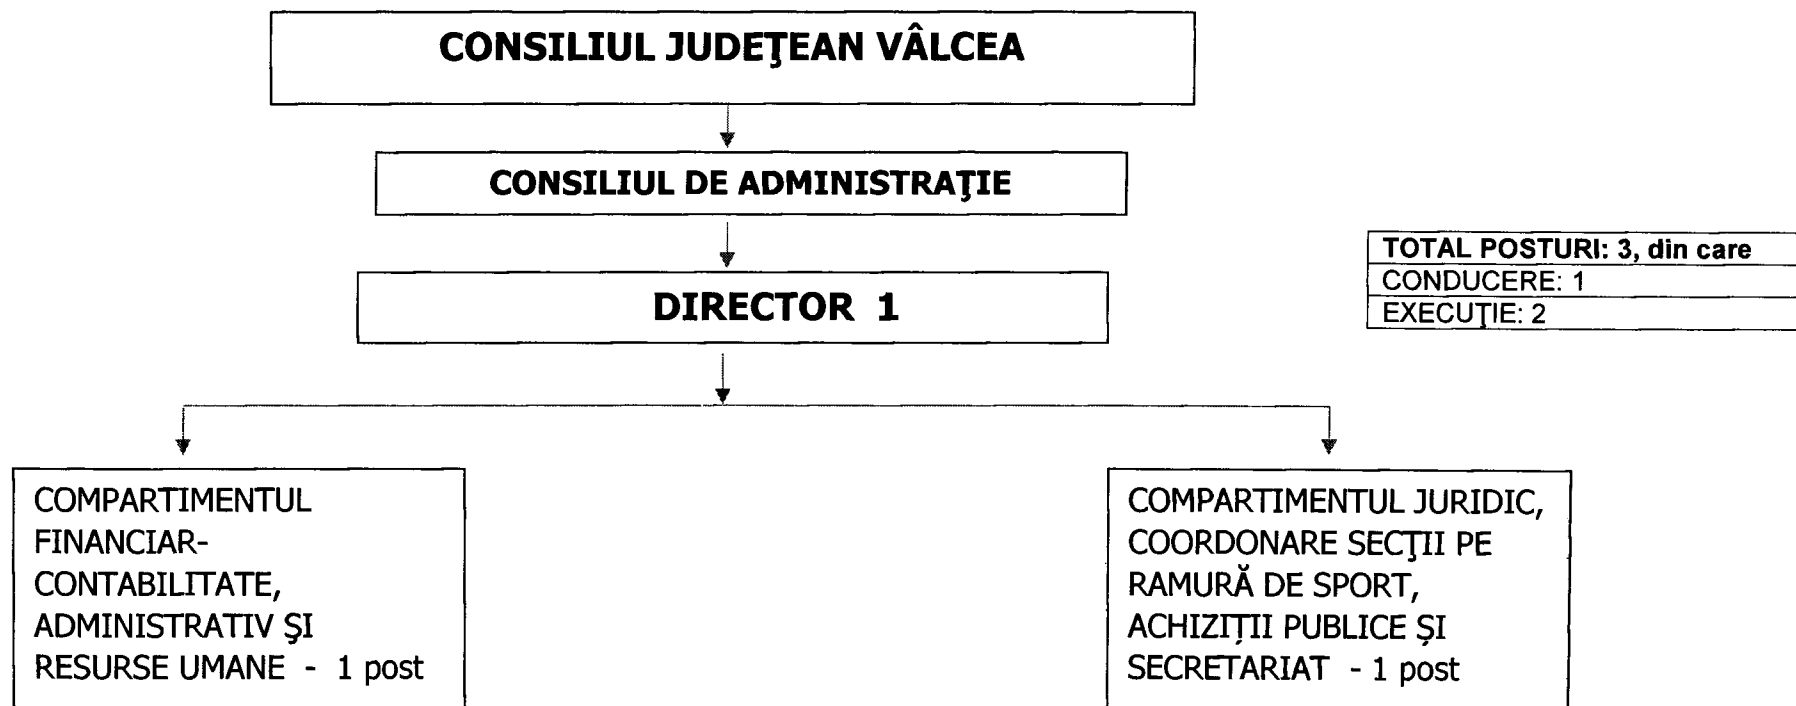 CONSILIUL JUDEŢEAN VÂLCEA
CONSILIUL DE ADMINISTRAŢIE
DIRECTOR 1
TOTAL POSTURI: 3, din care
CONDUCERE: 1
EXECUŢIE: 2
COMPARTIMENTUL
FINANCIAR-
CONTABILITATE,
ADMINISTRATIV ŞI
RESURSE UMANE - 1 post
COMPARTIMENTUL JURIDIC,
COORDONARE SECŢII PE
RAMURĂ DE SPORT,
ACHIZIȚII PUBLICE ȘI
SECRETARIAT - 1 post